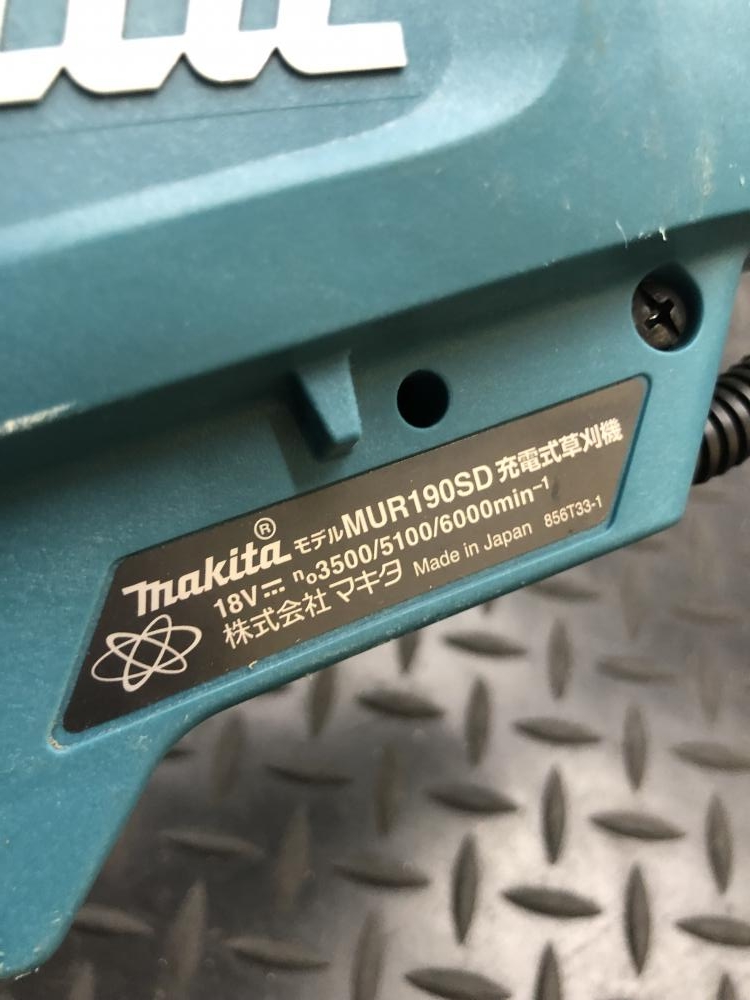 makita® モデルMUR190SD 充電式草刈機
18V⎓ n₀3500/5100/6000min⁻¹
株式会社マキタ Made in Japan 856T33-1